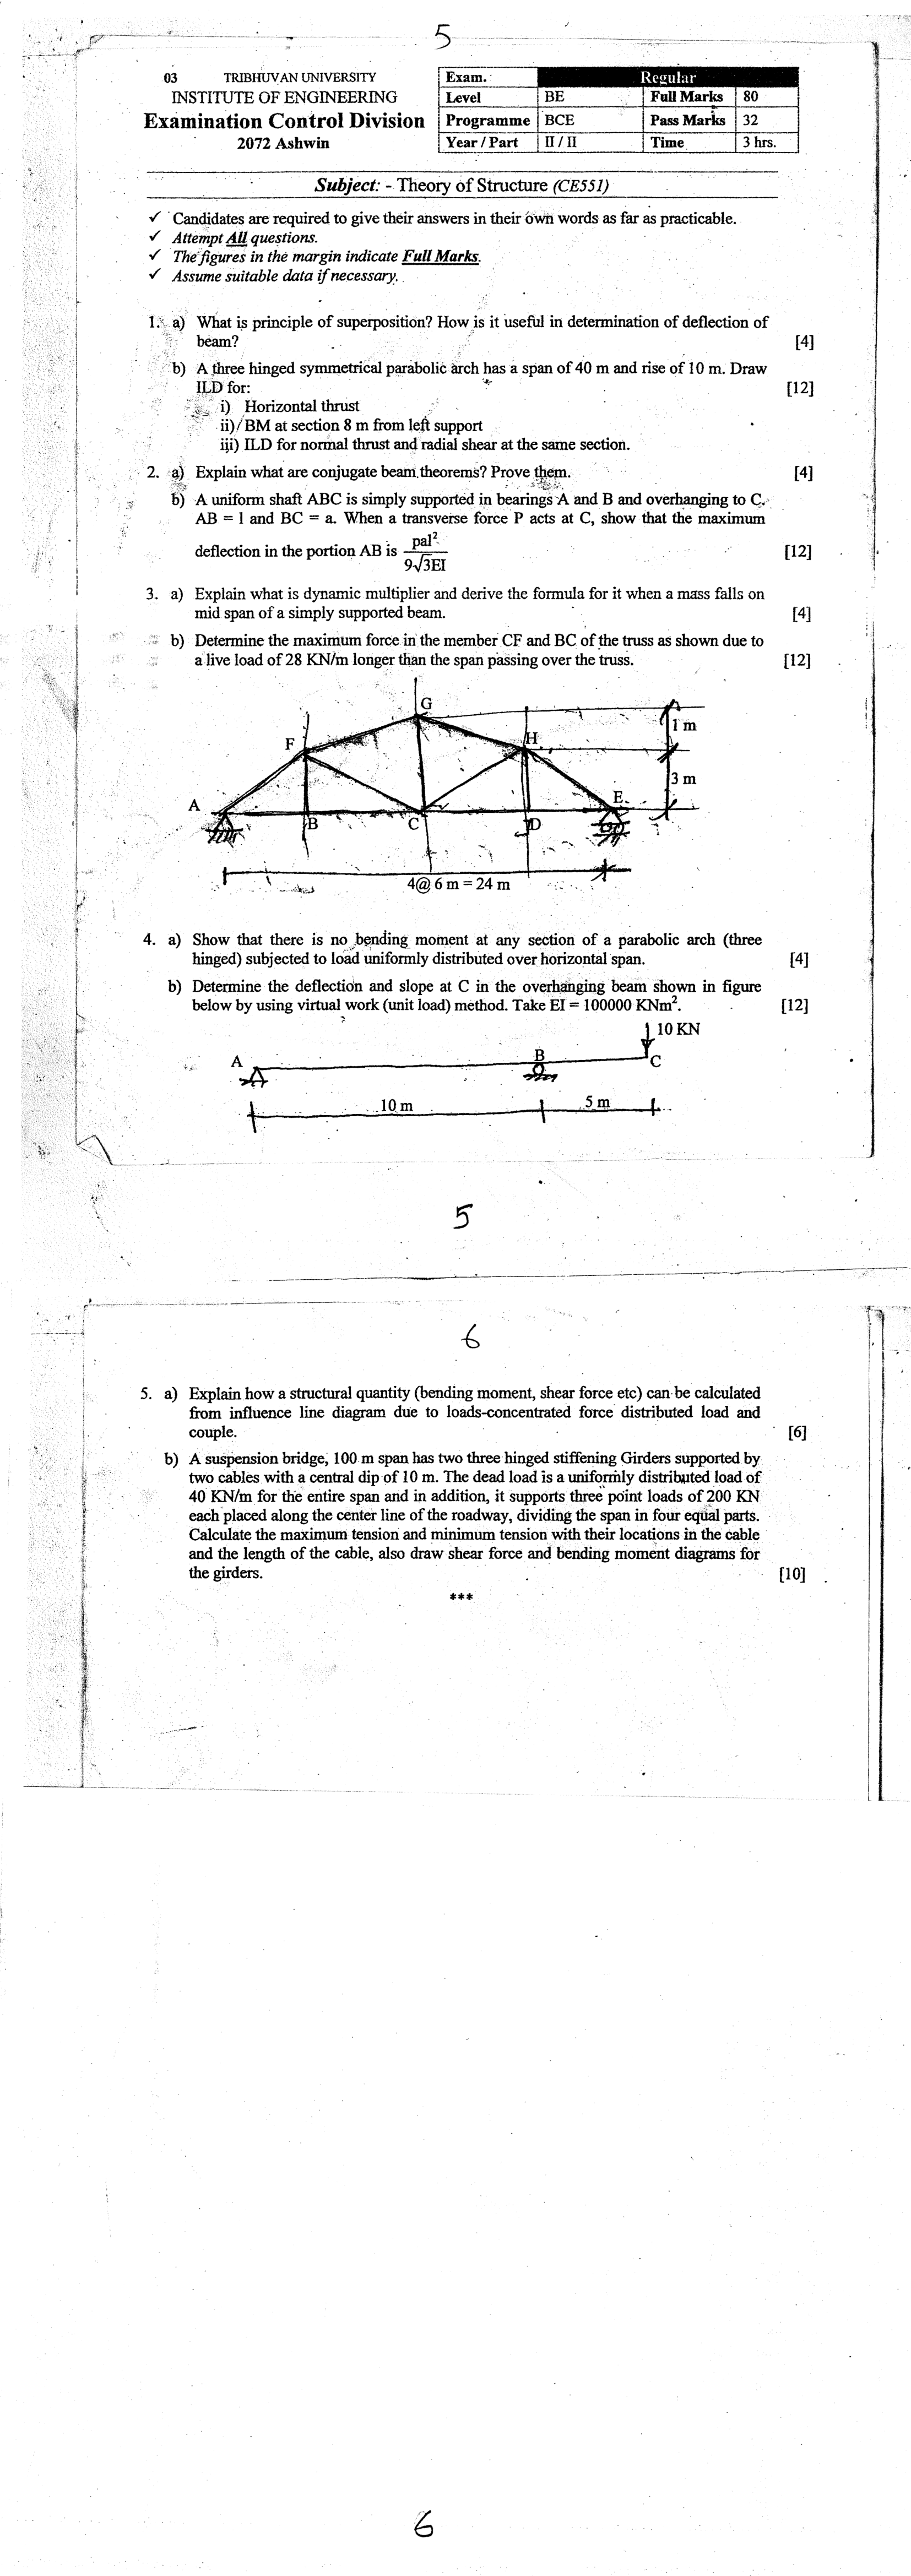 5
03 TRIBHUVAN UNIVERSITY
INSTITUTE OF ENGINEERING
Examination Control Division
2072 Ashwin
Exam. Regular
Level BE Full Marks 80
Programme BCE Pass Marks 32
Year / Part II / II Time 3 hrs.
Subject: - Theory of Structure (CE551)
✓ Candidates are required to give their answers in their own words as far as practicable.
✓ Attempt All questions.
✓ The figures in the margin indicate Full Marks.
✓ Assume suitable data if necessary.
1. a) What is principle of superposition? How is it useful in determination of deflection of
beam? [4]
b) A three hinged symmetrical parabolic arch has a span of 40 m and rise of 10 m. Draw
ILD for: [12]
i) Horizontal thrust
ii) BM at section 8 m from left support
iii) ILD for normal thrust and radial shear at the same section.
2. a) Explain what are conjugate beam theorems? Prove them. [4]
b) A uniform shaft ABC is simply supported in bearings A and B and overhanging to C.
AB = l and BC = a. When a transverse force P acts at C, show that the maximum
deflection in the portion AB is pal²/9√3EI [12]
3. a) Explain what is dynamic multiplier and derive the formula for it when a mass falls on
mid span of a simply supported beam. [4]
b) Determine the maximum force in the member CF and BC of the truss as shown due to
a live load of 28 KN/m longer than the span passing over the truss. [12]
G
1 m
F
H
3 m
A
E
B
C
D
4@ 6 m = 24 m
4. a) Show that there is no bending moment at any section of a parabolic arch (three
hinged) subjected to load uniformly distributed over horizontal span. [4]
b) Determine the deflection and slope at C in the overhanging beam shown in figure
below by using virtual work (unit load) method. Take EI = 100000 KNm². [12]
10 KN
A
B
C
10 m
5 m
5
6
5. a) Explain how a structural quantity (bending moment, shear force etc) can be calculated
from influence line diagram due to loads-concentrated force distributed load and
couple. [6]
b) A suspension bridge, 100 m span has two three hinged stiffening Girders supported by
two cables with a central dip of 10 m. The dead load is a uniformly distributed load of
40 KN/m for the entire span and in addition, it supports three point loads of 200 KN
each placed along the center line of the roadway, dividing the span in four equal parts.
Calculate the maximum tension and minimum tension with their locations in the cable
and the length of the cable, also draw shear force and bending moment diagrams for
the girders. [10]
***
6